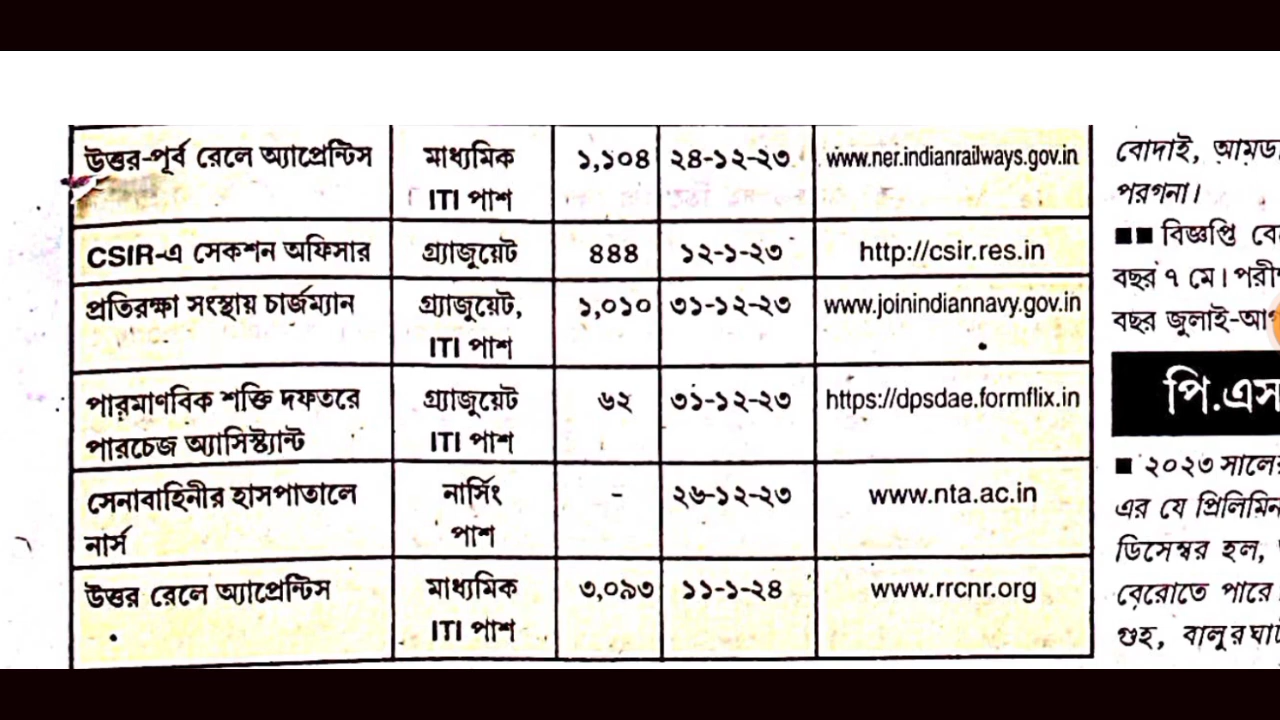 উত্তর-পূর্ব রেলে অ্যাপ্রেন্টিস মাধ্যমিক ১,১০৪ ২৪-১২-২৩ www.ner.indianrailways.gov.in
ITI পাশ
CSIR-এ সেকশন অফিসার গ্র্যাজুয়েট ৪৪৪ ১২-১-২৩ http://csir.res.in
প্রতিরক্ষা সংস্থায় চার্জম্যান গ্র্যাজুয়েট, ১,০১০ ৩১-১২-২৩ www.joinindiannavy.gov.in
ITI পাশ
পারমাণবিক শক্তি দফতরে গ্র্যাজুয়েট ৬২ ৩১-১২-২৩ https://dpsdae.formflix.in
পারচেজ অ্যাসিস্ট্যান্ট ITI পাশ
সেনাবাহিনীর হাসপাতালে নার্সিং - ২৬-১২-২৩ www.nta.ac.in
নার্স পাশ
উত্তর রেলে অ্যাপ্রেন্টিস মাধ্যমিক ৩,০৯৩ ১১-১-২৪ www.rrcnr.org
ITI পাশ
বোদাই,
পরগনা।
■■ বিজ্ঞপ্তি
বছর ৭ মে।
বছর জুলাই-
পি.এস
■ ২০২৩ সালের
এর যে
ডিসেম্বর হল,
বেরোতে পারে
গুহ,